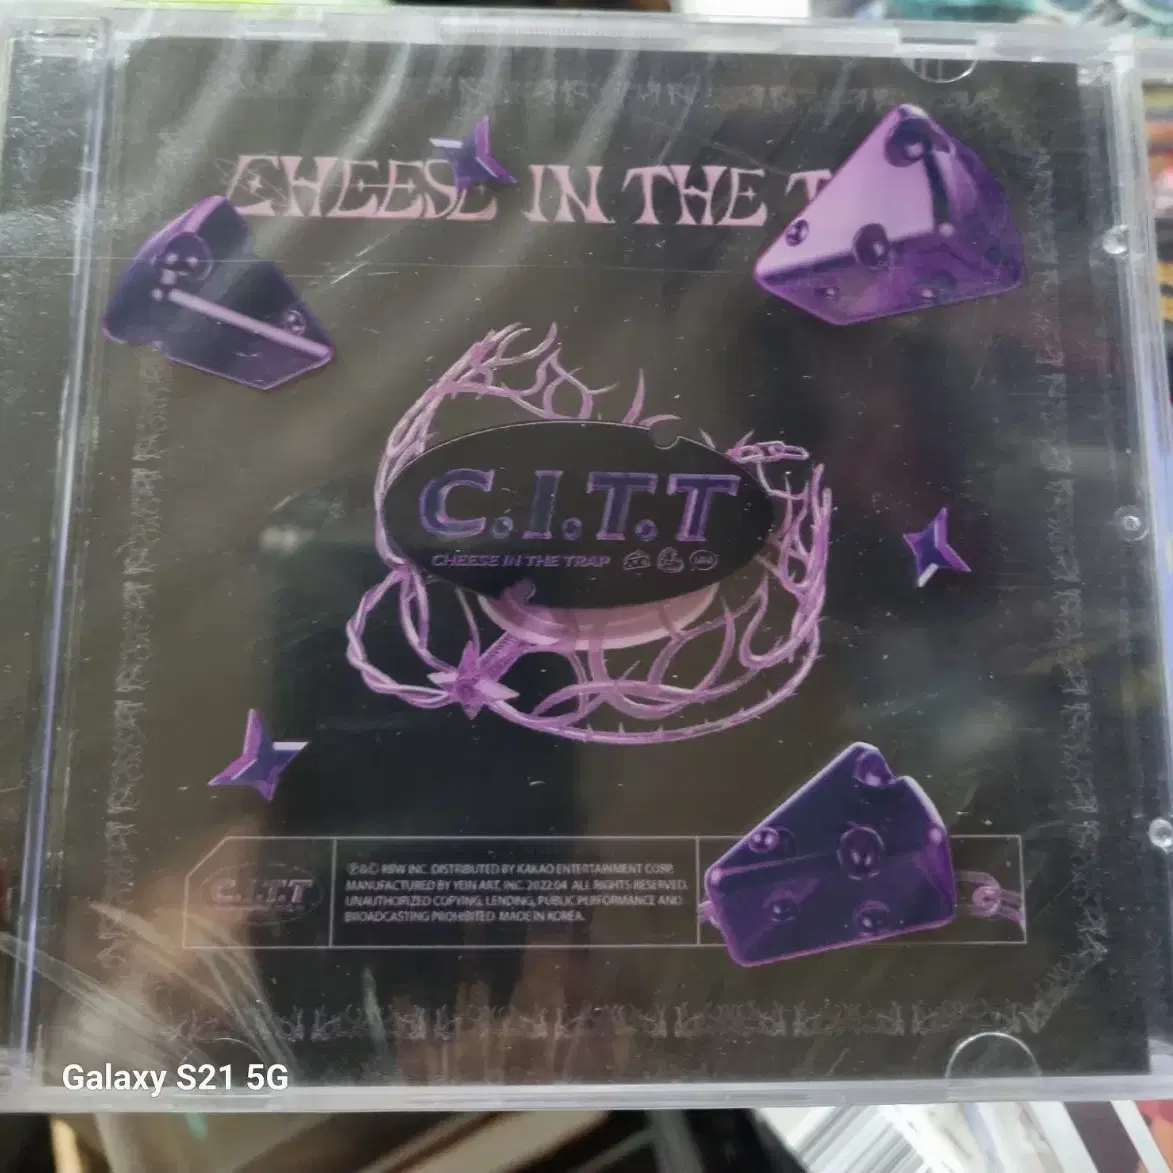 CHEESE IN THE T
C.I.T.T
CHEESE IN THE TRAP
C.I.T.T
Ⓟ&Ⓒ RBW INC. DISTRIBUTED BY KAKAO ENTERTAINMENT CORP.
MANUFACTURED BY YEIN ART, INC. 2022.04 ALL RIGHTS RESERVED.
UNAUTHORIZED COPYING, LENDING, PUBLIC PERFORMANCE AND
BROADCASTING PROHIBITED. MADE IN KOREA.
Galaxy S21 5G